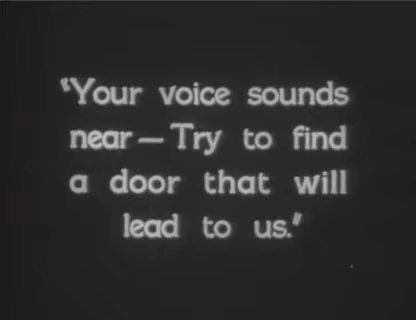 "Your voice sounds
near — Try to find
a door that will
lead to us."